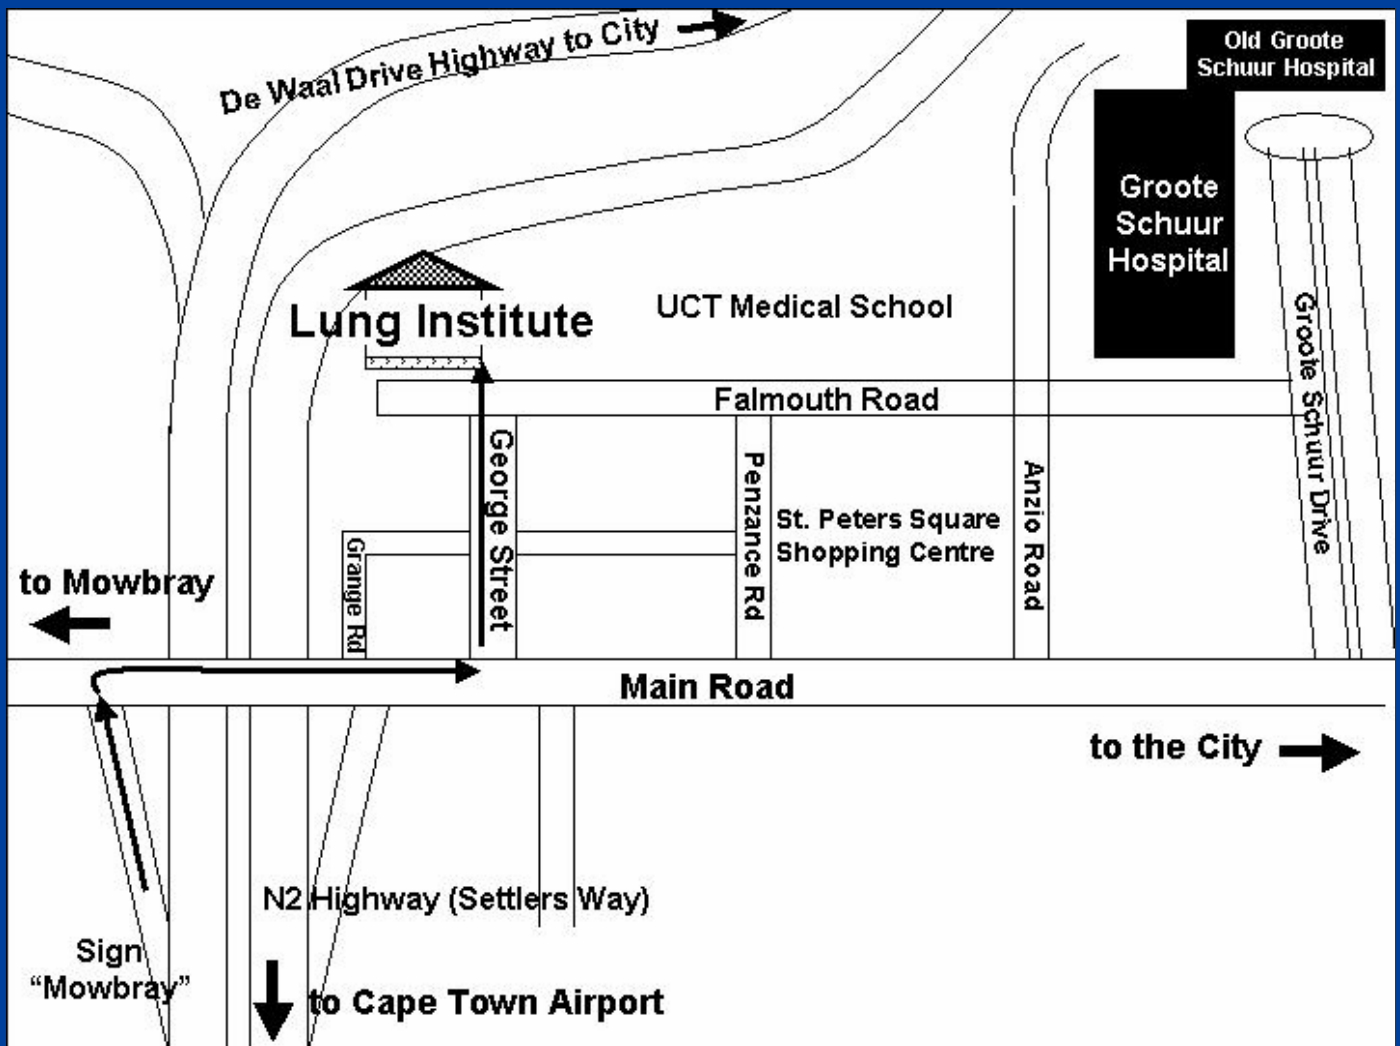 De Waal Drive Highway to City
Old Groote
Schuur Hospital
Groote
Schuur
Hospital
Lung Institute
UCT Medical School
Groote Schuur Drive
Falmouth Road
George Street
Penzance Rd
St. Peters Square
Shopping Centre
Anzio Road
Grange Rd
to Mowbray
Main Road
to the City
N2 Highway (Settlers Way)
Sign
“Mowbray”
to Cape Town Airport